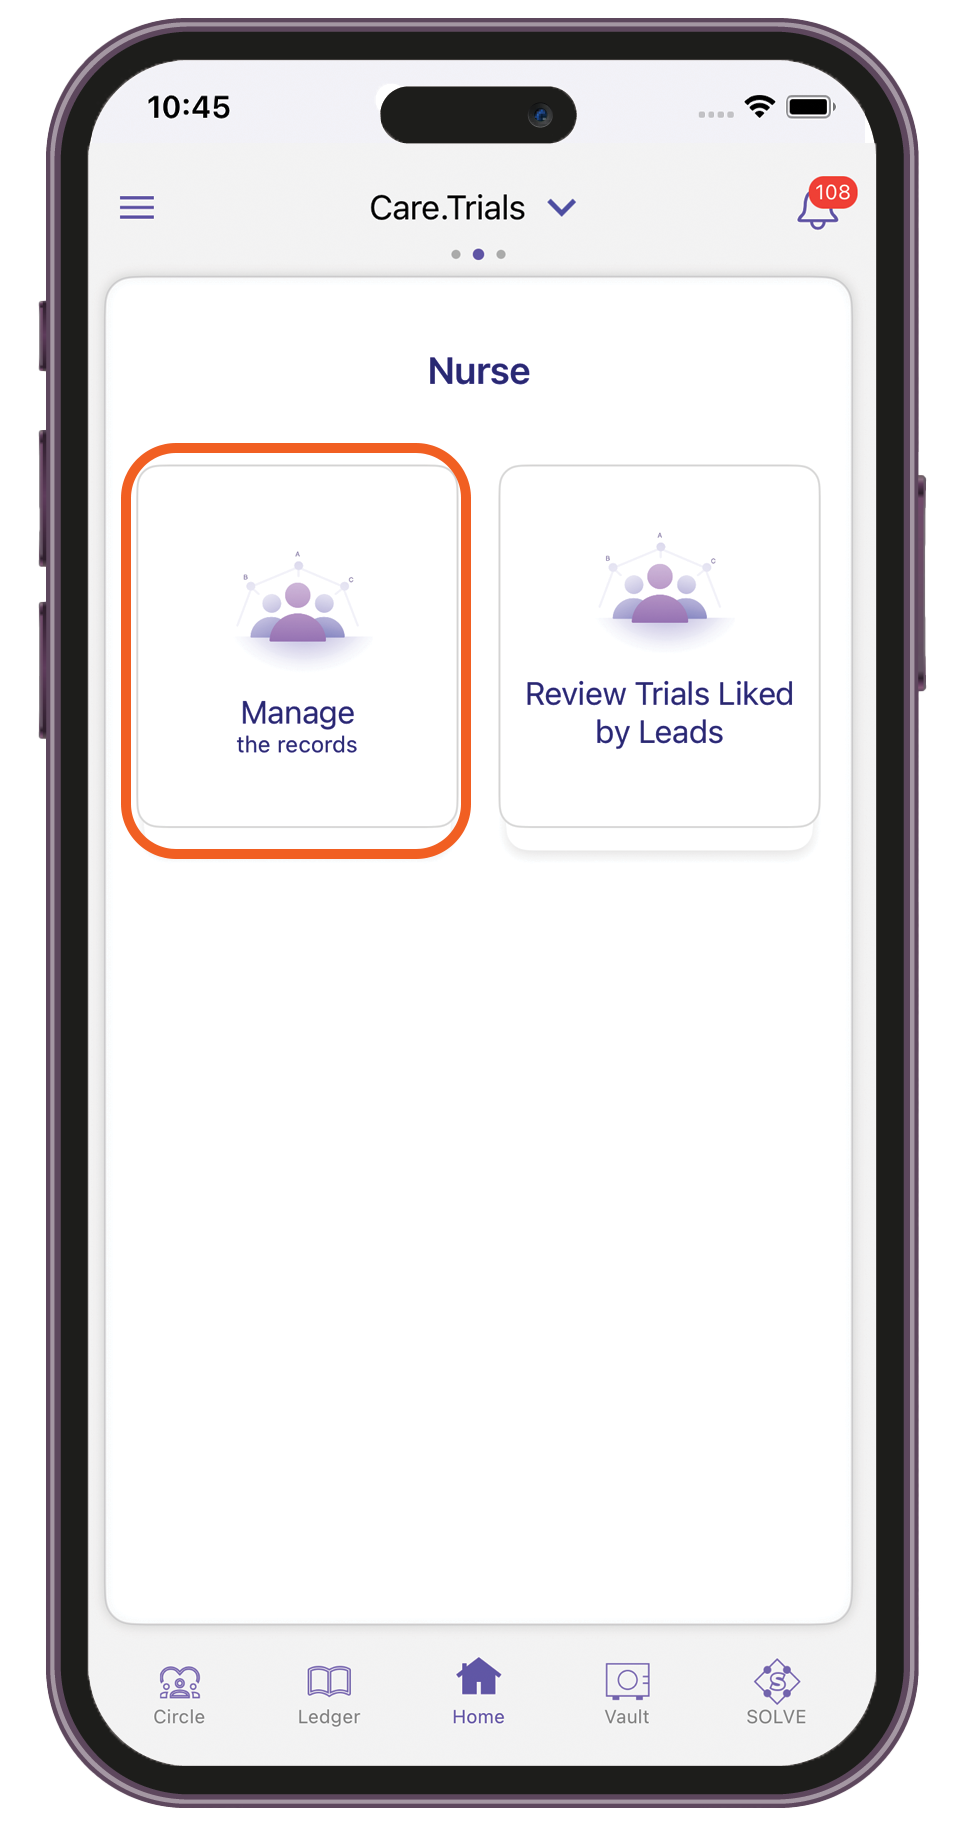 10:45
Care.Trials
108
Nurse
A
B
C
Manage
the records
A
B
C
Review Trials Liked
by Leads
Circle
Ledger
Home
Vault
S
SOLVE